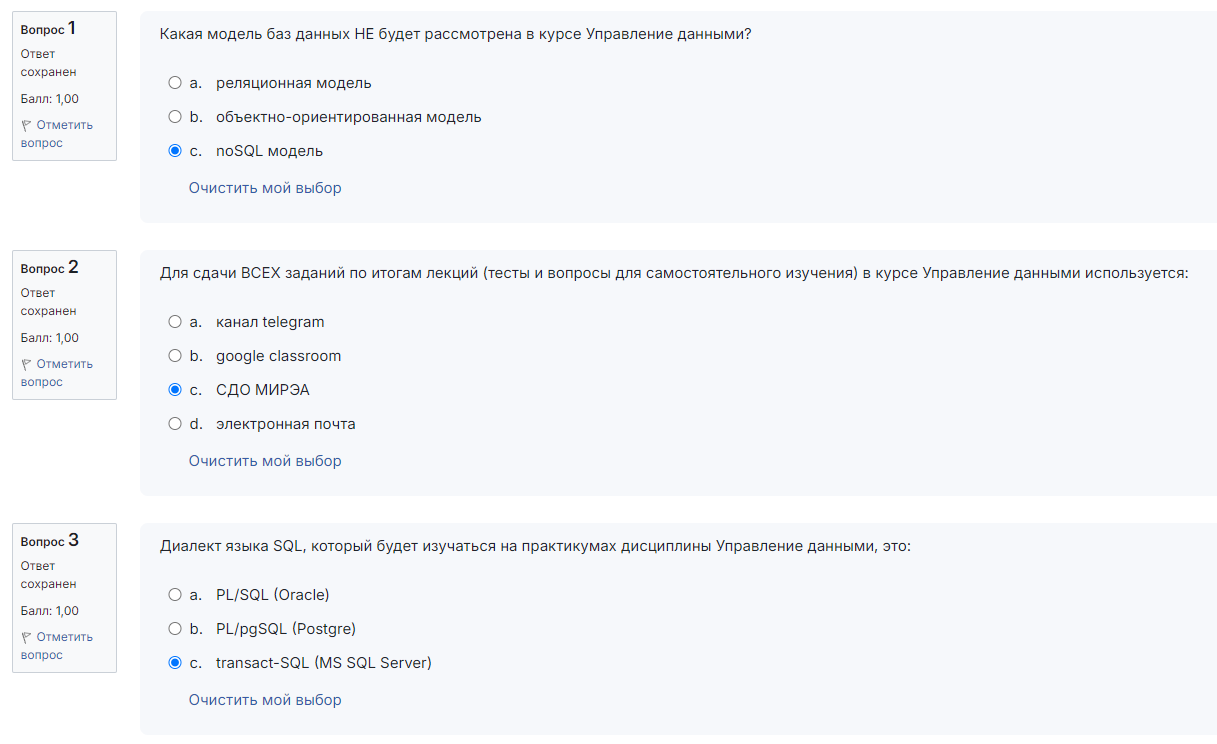 Вопрос 1
Ответ
сохранен
Балл: 1,00
Отметить
вопрос
Какая модель баз данных НЕ будет рассмотрена в курсе Управление данными?
a. реляционная модель
b. объектно-ориентированная модель
c. noSQL модель
Очистить мой выбор
Вопрос 2
Ответ
сохранен
Балл: 1,00
Отметить
вопрос
Для сдачи ВСЕХ заданий по итогам лекций (тесты и вопросы для самостоятельного изучения) в курсе Управление данными используется:
a. канал telegram
b. google classroom
c. СДО МИРЭА
d. электронная почта
Очистить мой выбор
Вопрос 3
Ответ
сохранен
Балл: 1,00
Отметить
вопрос
Диалект языка SQL, который будет изучаться на практикумах дисциплины Управление данными, это:
a. PL/SQL (Oracle)
b. PL/pgSQL (Postgre)
c. transact-SQL (MS SQL Server)
Очистить мой выбор